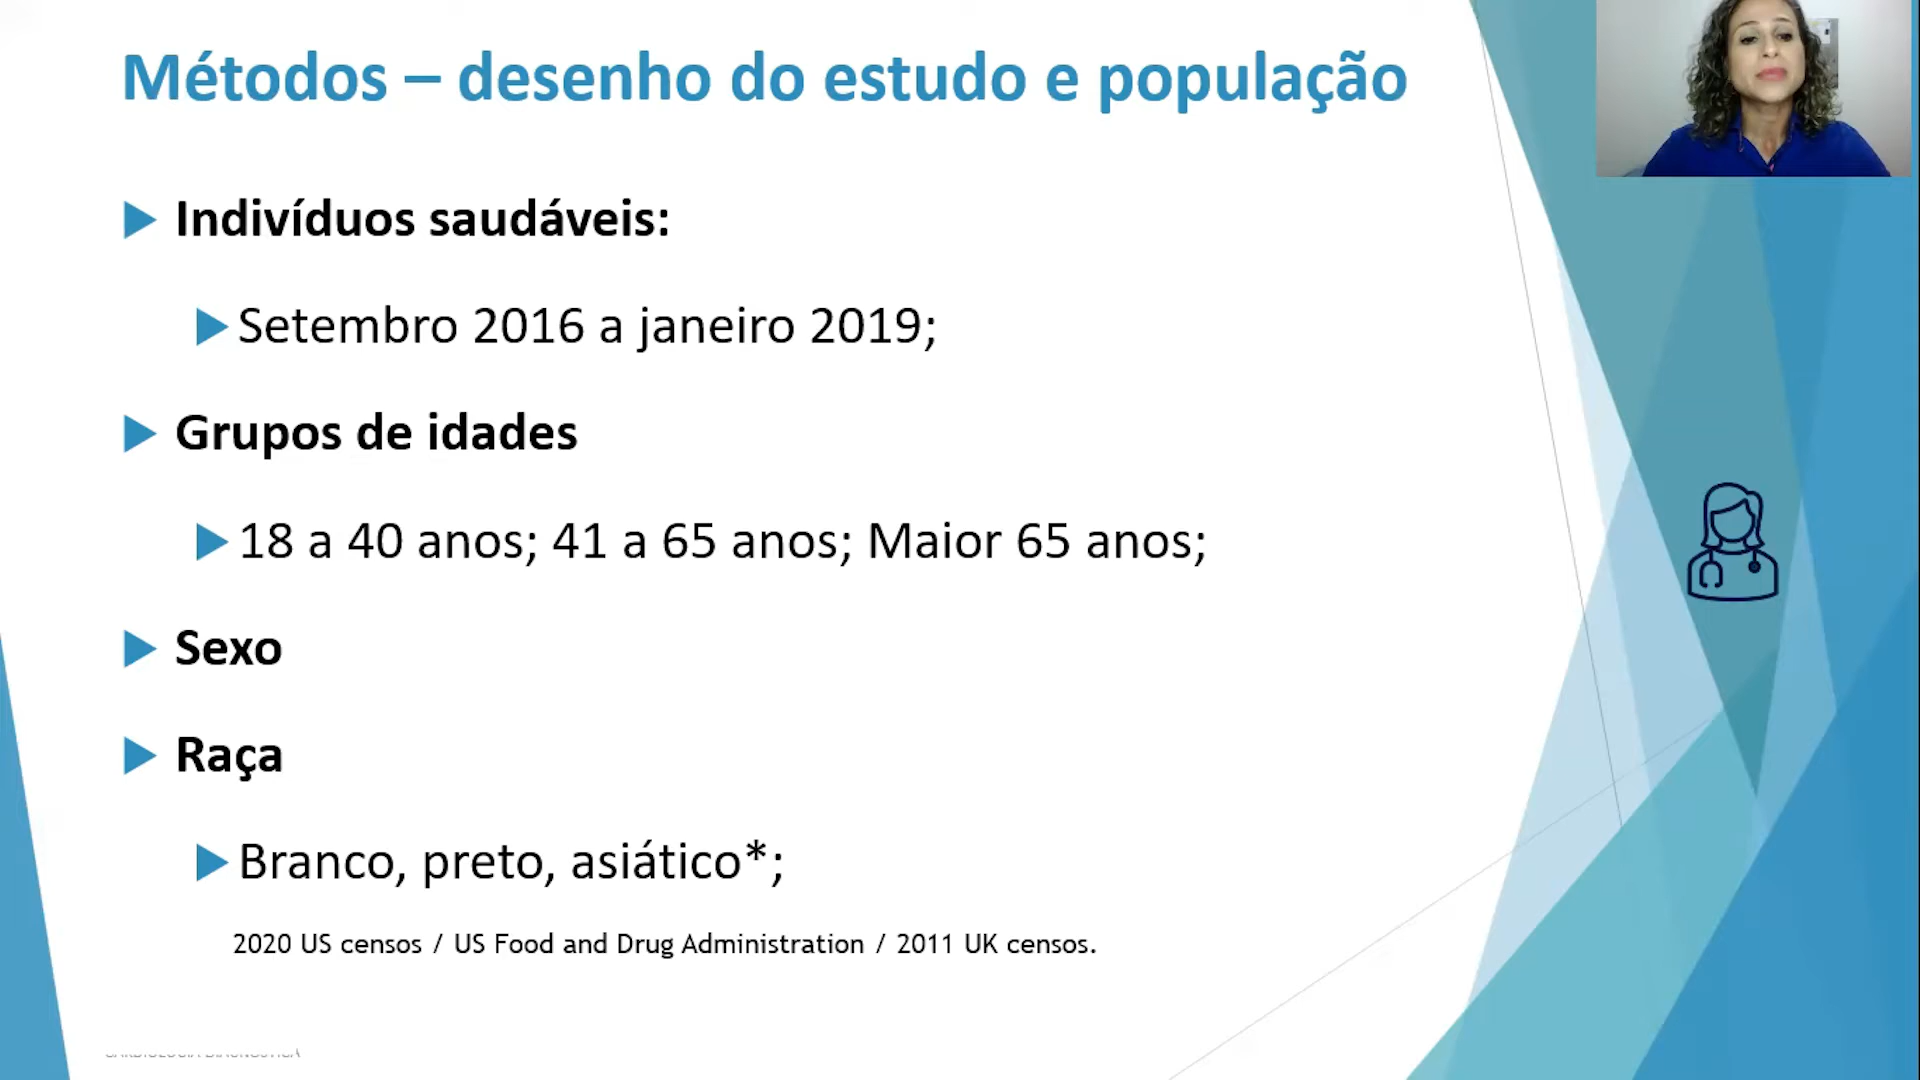 Métodos – desenho do estudo e população
Indivíduos saudáveis:
Setembro 2016 a janeiro 2019;
Grupos de idades
18 a 40 anos; 41 a 65 anos; Maior 65 anos;
Sexo
Raça
Branco, preto, asiático*;
2020 US censos / US Food and Drug Administration / 2011 UK censos.